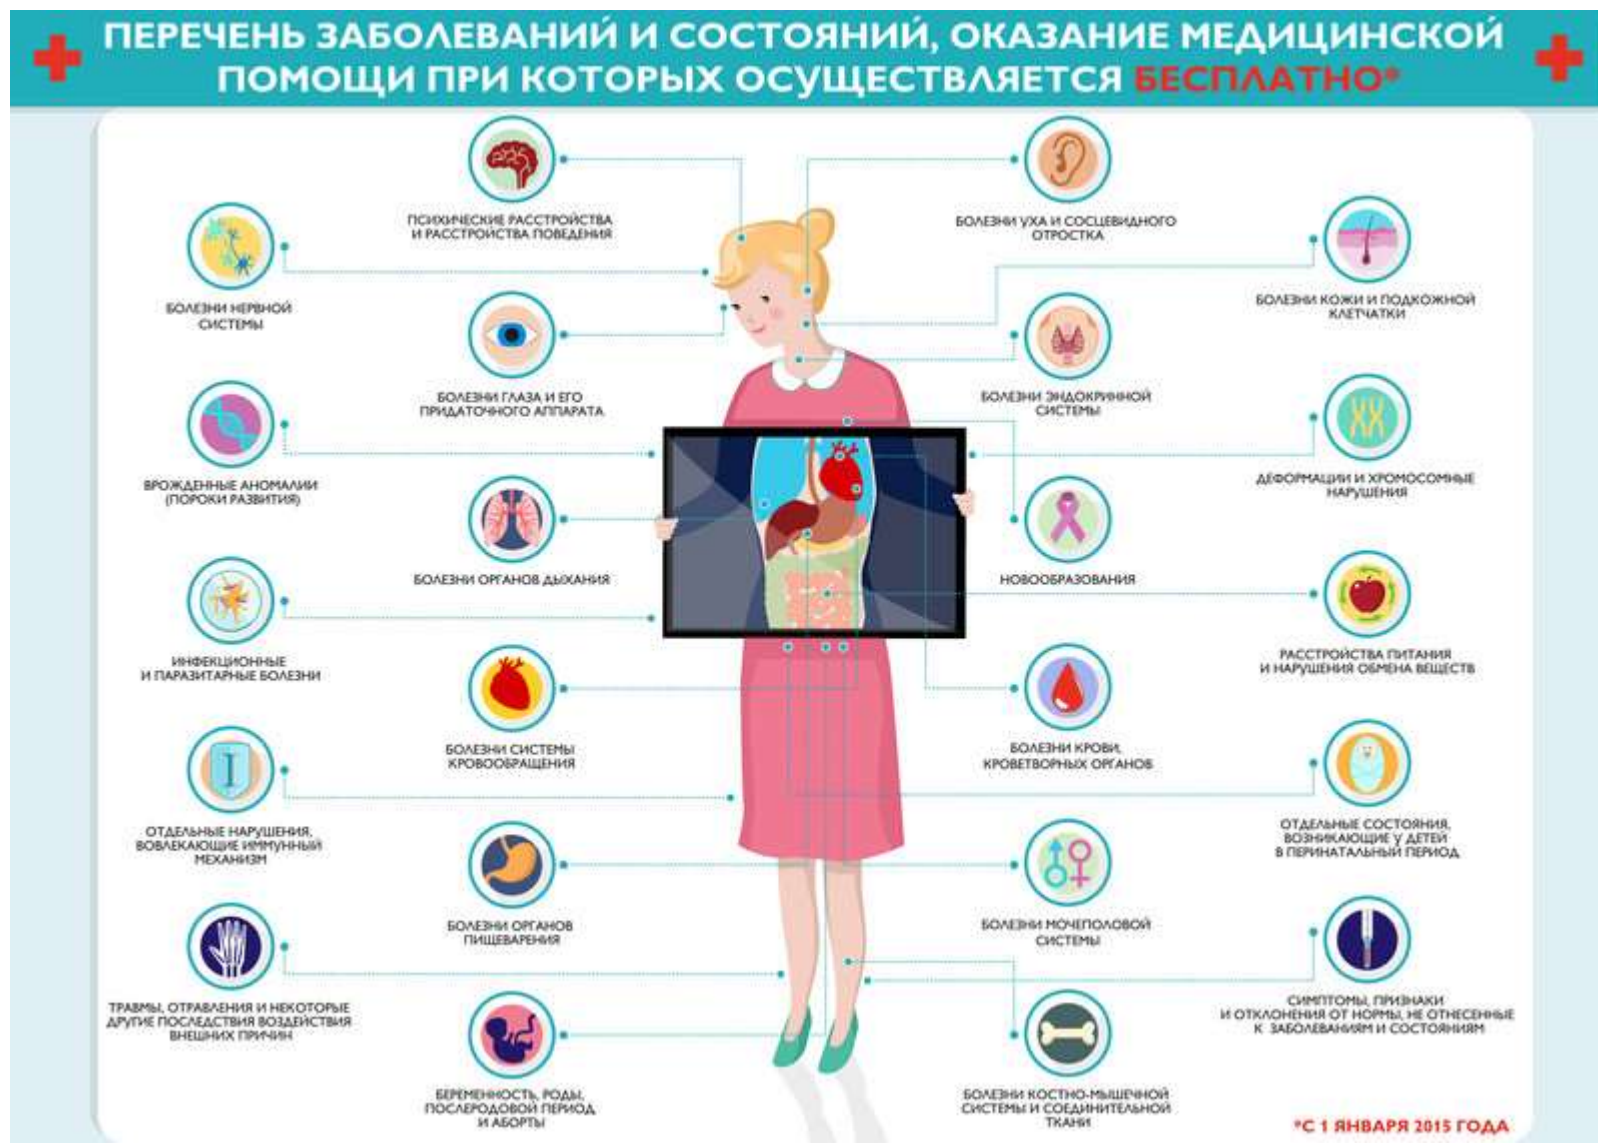 ПЕРЕЧЕНЬ ЗАБОЛЕВАНИЙ И СОСТОЯНИЙ, ОКАЗАНИЕ МЕДИЦИНСКОЙ
ПОМОЩИ ПРИ КОТОРЫХ ОСУЩЕСТВЛЯЕТСЯ БЕСПЛАТНО*
ПСИХИЧЕСКИЕ РАССТРОЙСТВА
И РАССТРОЙСТВА ПОВЕДЕНИЯ
БОЛЕЗНИ УХА И СОСЦЕВИДНОГО
ОТРОСТКА
БОЛЕЗНИ НЕРВНОЙ
СИСТЕМЫ
БОЛЕЗНИ КОЖИ И ПОДКОЖНОЙ
КЛЕТЧАТКИ
БОЛЕЗНИ ГЛАЗА И ЕГО
ПРИДАТОЧНОГО АППАРАТА
БОЛЕЗНИ ЭНДОКРИННОЙ
СИСТЕМЫ
ВРОЖДЕННЫЕ АНОМАЛИИ
(ПОРОКИ РАЗВИТИЯ)
ДЕФОРМАЦИИ И ХРОМОСОМНЫЕ
НАРУШЕНИЯ
БОЛЕЗНИ ОРГАНОВ ДЫХАНИЯ
НОВООБРАЗОВАНИЯ
ИНФЕКЦИОННЫЕ
И ПАРАЗИТАРНЫЕ БОЛЕЗНИ
РАССТРОЙСТВА ПИТАНИЯ
И НАРУШЕНИЯ ОБМЕНА ВЕЩЕСТВ
БОЛЕЗНИ СИСТЕМЫ
КРОВООБРАЩЕНИЯ
БОЛЕЗНИ КРОВИ,
КРОВЕТВОРНЫХ ОРГАНОВ
I
ОТДЕЛЬНЫЕ НАРУШЕНИЯ,
ВОВЛЕКАЮЩИЕ ИММУННЫЙ
МЕХАНИЗМ
ОТДЕЛЬНЫЕ СОСТОЯНИЯ,
ВОЗНИКАЮЩИЕ У ДЕТЕЙ
В ПЕРИНАТАЛЬНЫЙ ПЕРИОД
БОЛЕЗНИ ОРГАНОВ
ПИЩЕВАРЕНИЯ
БОЛЕЗНИ МОЧЕПОЛОВОЙ
СИСТЕМЫ
ТРАВМЫ, ОТРАВЛЕНИЯ И НЕКОТОРЫЕ
ДРУГИЕ ПОСЛЕДСТВИЯ ВОЗДЕЙСТВИЯ
ВНЕШНИХ ПРИЧИН
СИМПТОМЫ, ПРИЗНАКИ
И ОТКЛОНЕНИЯ ОТ НОРМЫ, НЕ ОТНЕСЕННЫЕ
К ЗАБОЛЕВАНИЯМ И СОСТОЯНИЯМ
БЕРЕМЕННОСТЬ, РОДЫ,
ПОСЛЕРОДОВОЙ ПЕРИОД
И АБОРТЫ
БОЛЕЗНИ КОСТНО-МЫШЕЧНОЙ
СИСТЕМЫ И СОЕДИНИТЕЛЬНОЙ
ТКАНИ
*С 1 ЯНВАРЯ 2015 ГОДА